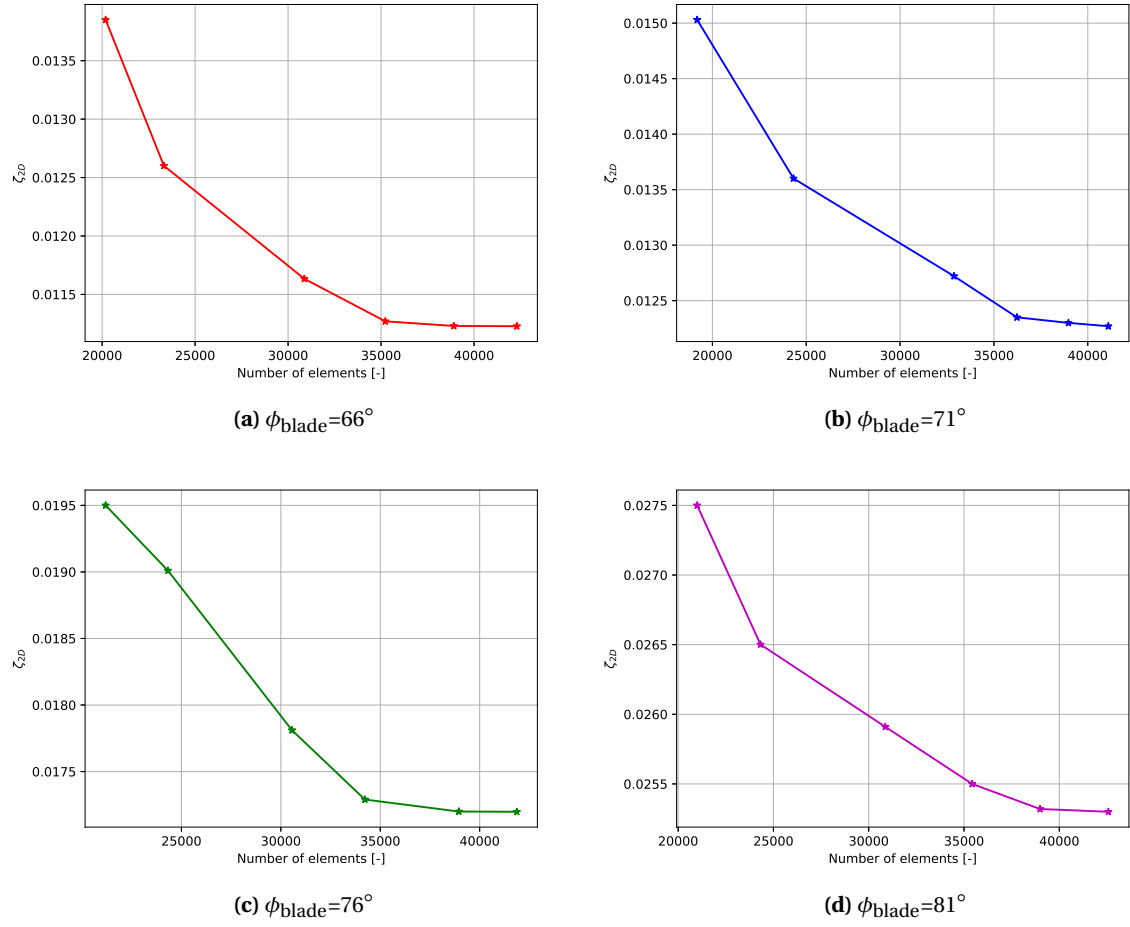 0.0135
0.0130
0.0125
0.0120
0.0115
ζ2D
20000 25000 30000 35000 40000
Number of elements [-]
(a) ϕblade=66°
0.0150
0.0145
0.0140
0.0135
0.0130
0.0125
ζ2D
20000 25000 30000 35000 40000
Number of elements [-]
(b) ϕblade=71°
0.0195
0.0190
0.0185
0.0180
0.0175
ζ2D
25000 30000 35000 40000
Number of elements [-]
(c) ϕblade=76°
0.0275
0.0270
0.0265
0.0260
0.0255
ζ2D
20000 25000 30000 35000 40000
Number of elements [-]
(d) ϕblade=81°